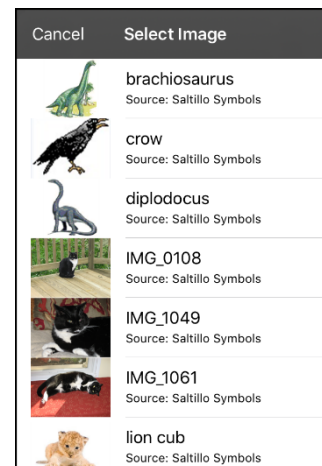 Cancel Select Image
brachiosaurus
Source: Saltillo Symbols
crow
Source: Saltillo Symbols
diplodocus
Source: Saltillo Symbols
IMG_0108
Source: Saltillo Symbols
IMG_1049
Source: Saltillo Symbols
IMG_1061
Source: Saltillo Symbols
lion cub
Source: Saltillo Symbols